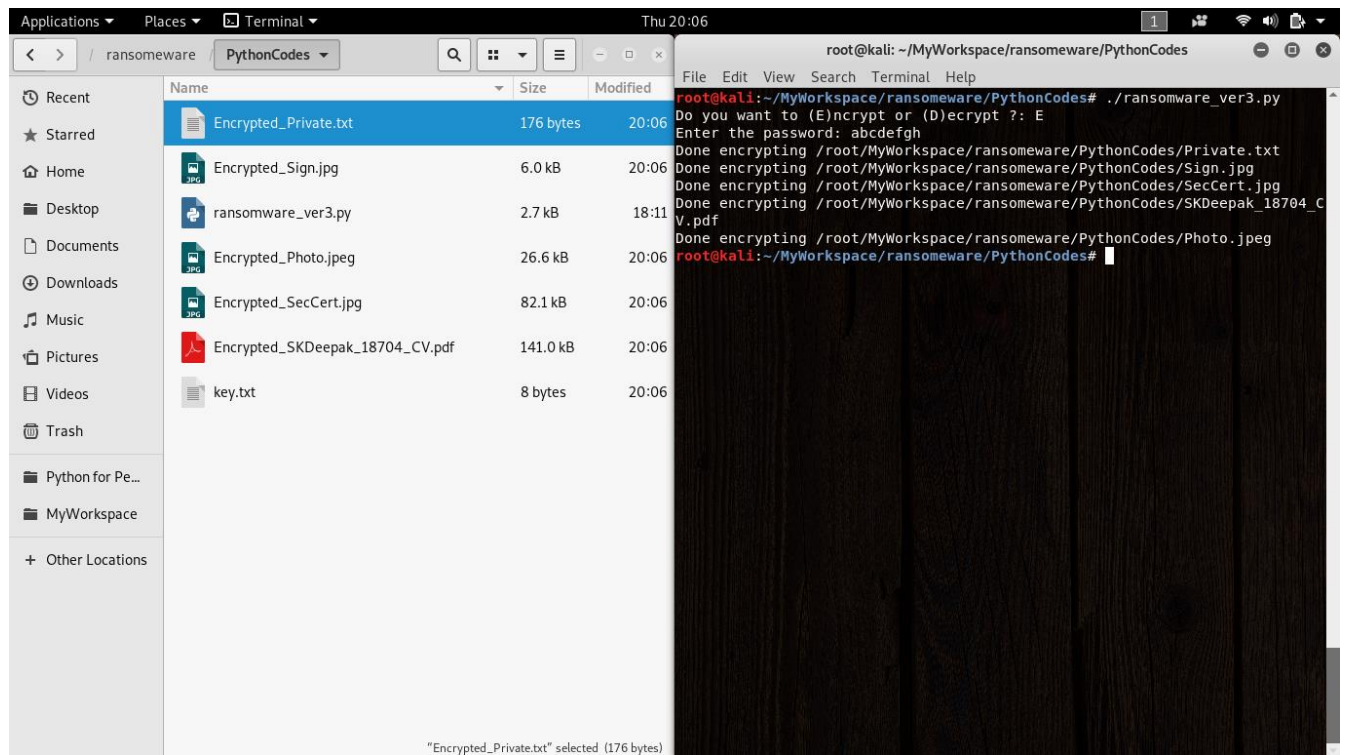 Applications Places Terminal Thu 20:06 1
/ ransomeware / PythonCodes
Recent
Starred
Home
Desktop
Documents
Downloads
Music
Pictures
Videos
Trash
Python for Pe...
MyWorkspace
+ Other Locations
Name Size Modified
Encrypted_Private.txt 176 bytes 20:06
JPG Encrypted_Sign.jpg 6.0 kB 20:06
ransomware_ver3.py 2.7 kB 18:11
JPG Encrypted_Photo.jpeg 26.6 kB 20:06
JPG Encrypted_SecCert.jpg 82.1 kB 20:06
Encrypted_SKDeepak_18704_CV.pdf 141.0 kB 20:06
key.txt 8 bytes 20:06
"Encrypted_Private.txt" selected (176 bytes)
root@kali: ~/MyWorkspace/ransomeware/PythonCodes
File Edit View Search Terminal Help
root@kali:~/MyWorkspace/ransomeware/PythonCodes# ./ransomware_ver3.py
Do you want to (E)ncrypt or (D)ecrypt ?: E
Enter the password: abcdefgh
Done encrypting /root/MyWorkspace/ransomeware/PythonCodes/Private.txt
Done encrypting /root/MyWorkspace/ransomeware/PythonCodes/Sign.jpg
Done encrypting /root/MyWorkspace/ransomeware/PythonCodes/SecCert.jpg
Done encrypting /root/MyWorkspace/ransomeware/PythonCodes/SKDeepak_18704_C
V.pdf
Done encrypting /root/MyWorkspace/ransomeware/PythonCodes/Photo.jpeg
root@kali:~/MyWorkspace/ransomeware/PythonCodes#